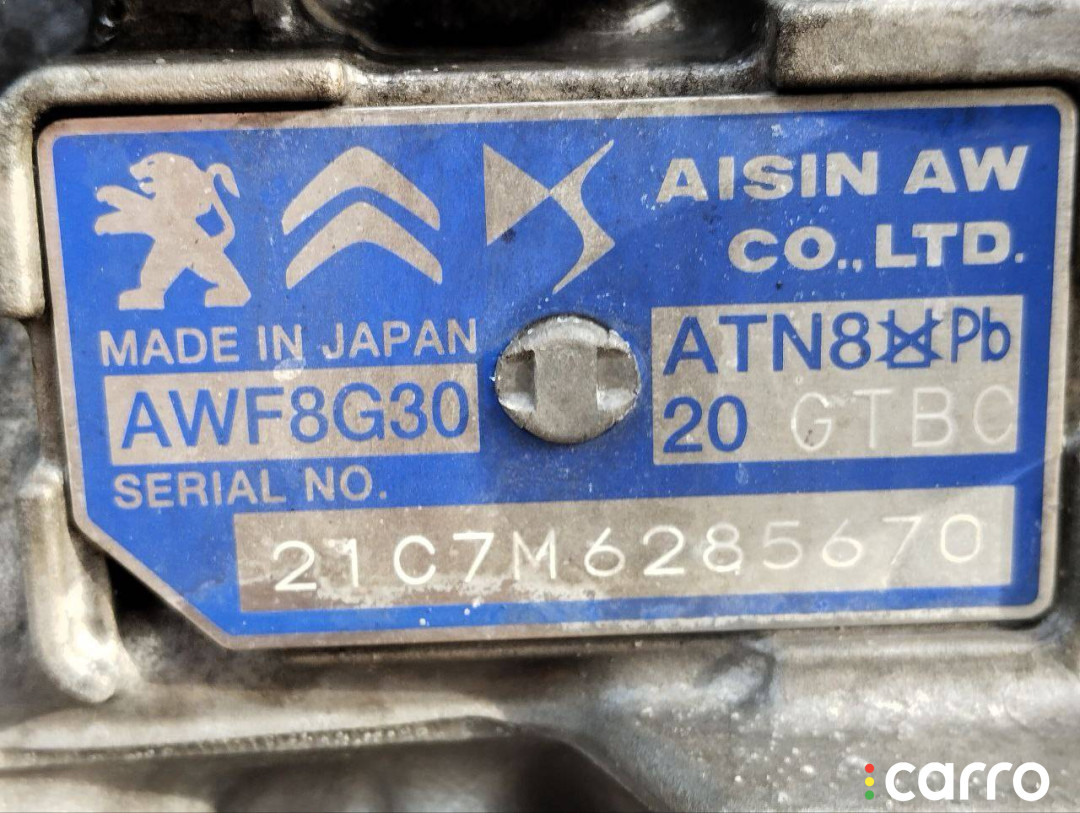 AISIN AW
CO., LTD.
MADE IN JAPAN
AWF8G30
ATN8 Pb
20 GTBC
SERIAL NO.
21C7M6285670
carro